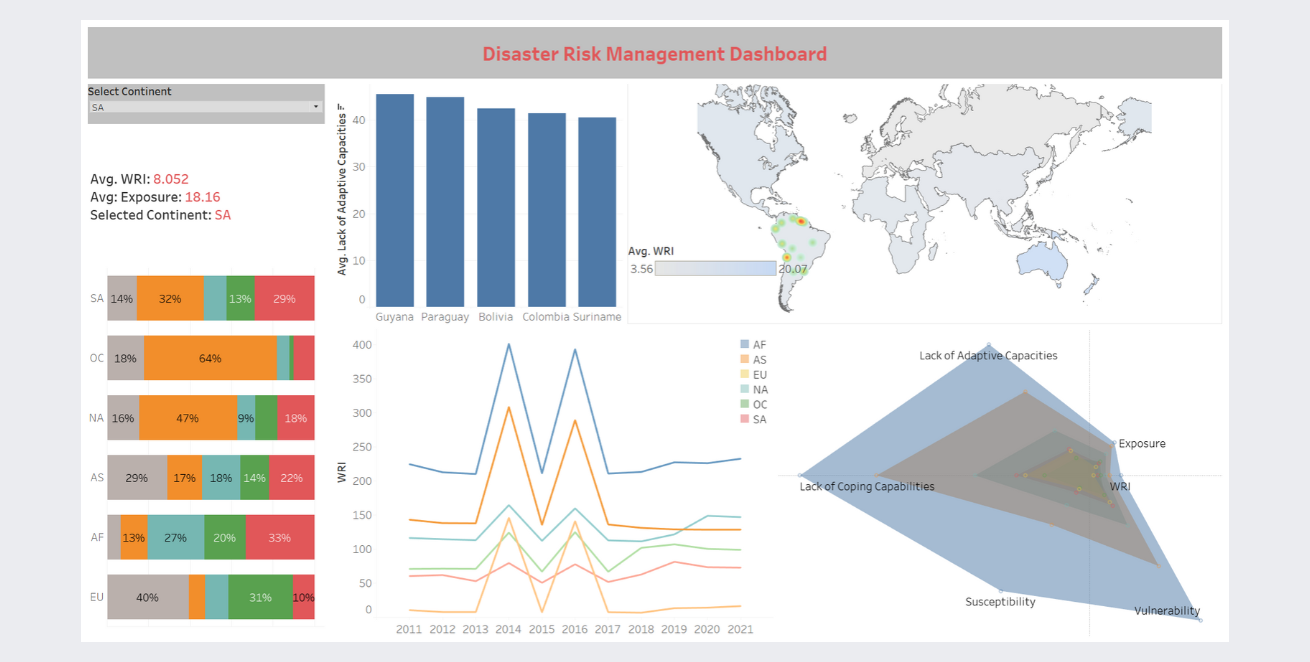 Disaster Risk Management Dashboard
Select Continent
SA
Avg. WRI: 8.052
Avg: Exposure: 18.16
Selected Continent: SA
SA 14% 32% 13% 29%
OC 18% 64%
NA 16% 47% 9% 18%
AS 29% 17% 18% 14% 22%
AF 13% 27% 20% 33%
EU 40% 31% 10%
Avg. Lack of Adaptive Capacities
40
30
20
10
0
Guyana Paraguay Bolivia Colombia Suriname
Avg. WRI
3.56 20.07
WRI
400
350
300
250
200
150
100
50
0
2011 2012 2013 2014 2015 2016 2017 2018 2019 2020 2021
AF
AS
EU
NA
OC
SA
Lack of Adaptive Capacities
Exposure
Lack of Coping Capabilities
WRI
Susceptibility
Vulnerability